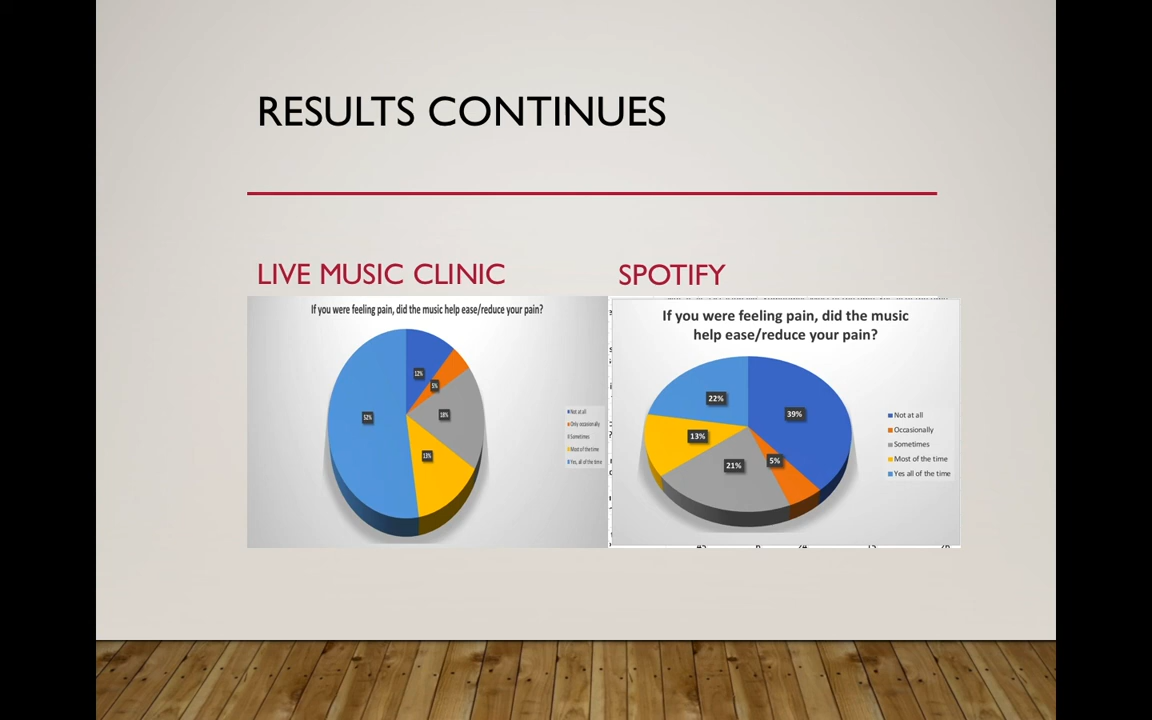 RESULTS CONTINUES
LIVE MUSIC CLINIC
If you were feeling pain, did the music help ease/reduce your pain?
12%
5%
18%
13%
52%
Not at all
Only occasionally
Sometimes
Most of the time
Yes, all of the time
SPOTIFY
If you were feeling pain, did the music
help ease/reduce your pain?
39%
5%
21%
13%
22%
Not at all
Occasionally
Sometimes
Most of the time
Yes all of the time